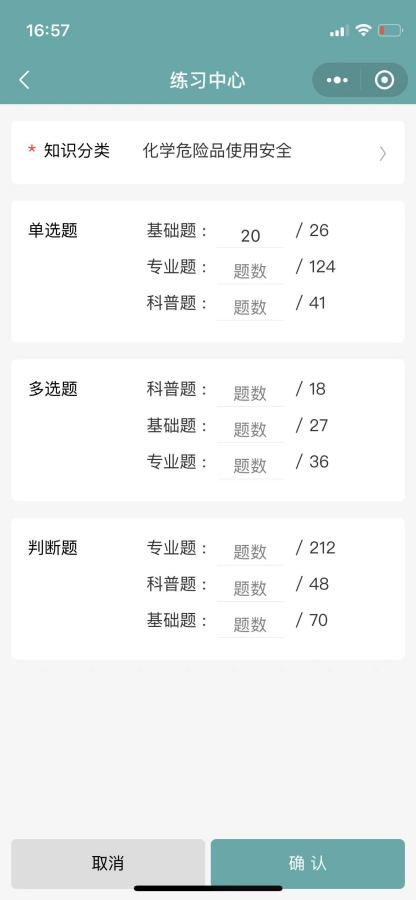 16:57
练习中心
* 知识分类 化学危险品使用安全
单选题 基础题: 20 / 26
专业题: 题数 / 124
科普题: 题数 / 41
多选题 科普题: 题数 / 18
基础题: 题数 / 27
专业题: 题数 / 36
判断题 专业题: 题数 / 212
科普题: 题数 / 48
基础题: 题数 / 70
取消 确认